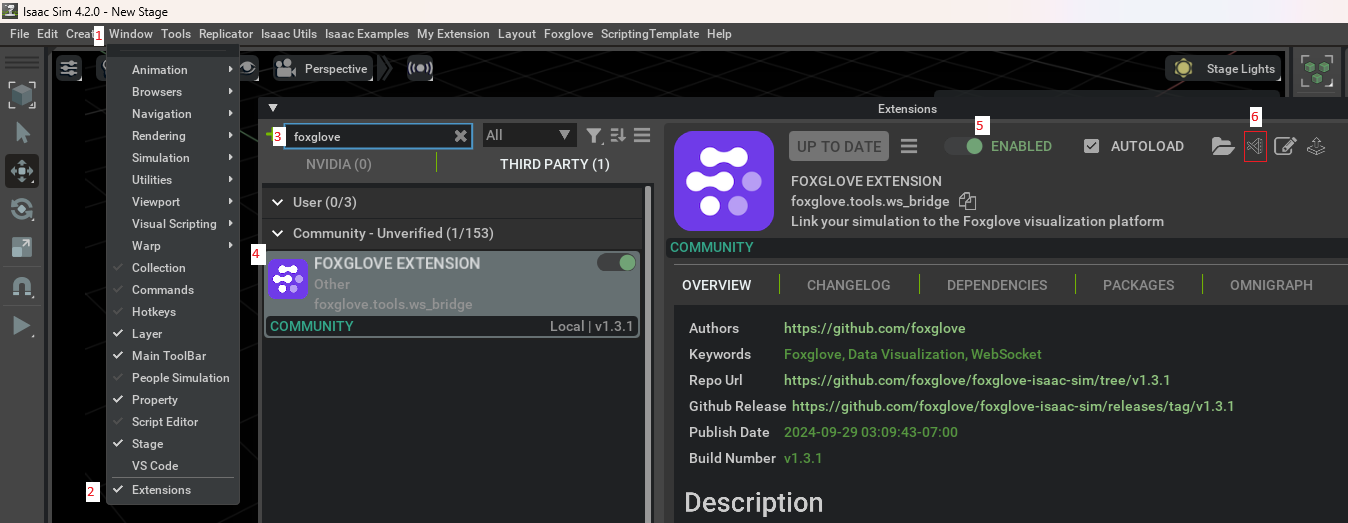 Isaac Sim 4.2.0 - New Stage
File Edit Creat 1 Window Tools Replicator Isaac Utils Isaac Examples My Extension Layout Foxglove ScriptingTemplate Help
Perspective
Stage Lights
Animation
Browsers
Navigation
Rendering
Simulation
Utilities
Viewport
Visual Scripting
Warp
Collection
Commands
Hotkeys
Layer
Main ToolBar
People Simulation
Property
Script Editor
Stage
VS Code
2 Extensions
Extensions
3 foxglove
All
NVIDIA (0)
THIRD PARTY (1)
User (0/3)
Community - Unverified (1/153)
4
FOXGLOVE EXTENSION
Other
foxglove.tools.ws_bridge
COMMUNITY
Local | v1.3.1
5
6
UP TO DATE
ENABLED
AUTOLOAD
FOXGLOVE EXTENSION
foxglove.tools.ws_bridge
Link your simulation to the Foxglove visualization platform
COMMUNITY
OVERVIEW
CHANGELOG
DEPENDENCIES
PACKAGES
OMNIGRAPH
Authors https://github.com/foxglove
Keywords Foxglove, Data Visualization, WebSocket
Repo Url https://github.com/foxglove/foxglove-isaac-sim/tree/v1.3.1
Github Release https://github.com/foxglove/foxglove-isaac-sim/releases/tag/v1.3.1
Publish Date 2024-09-29 03:09:43-07:00
Build Number v1.3.1
Description